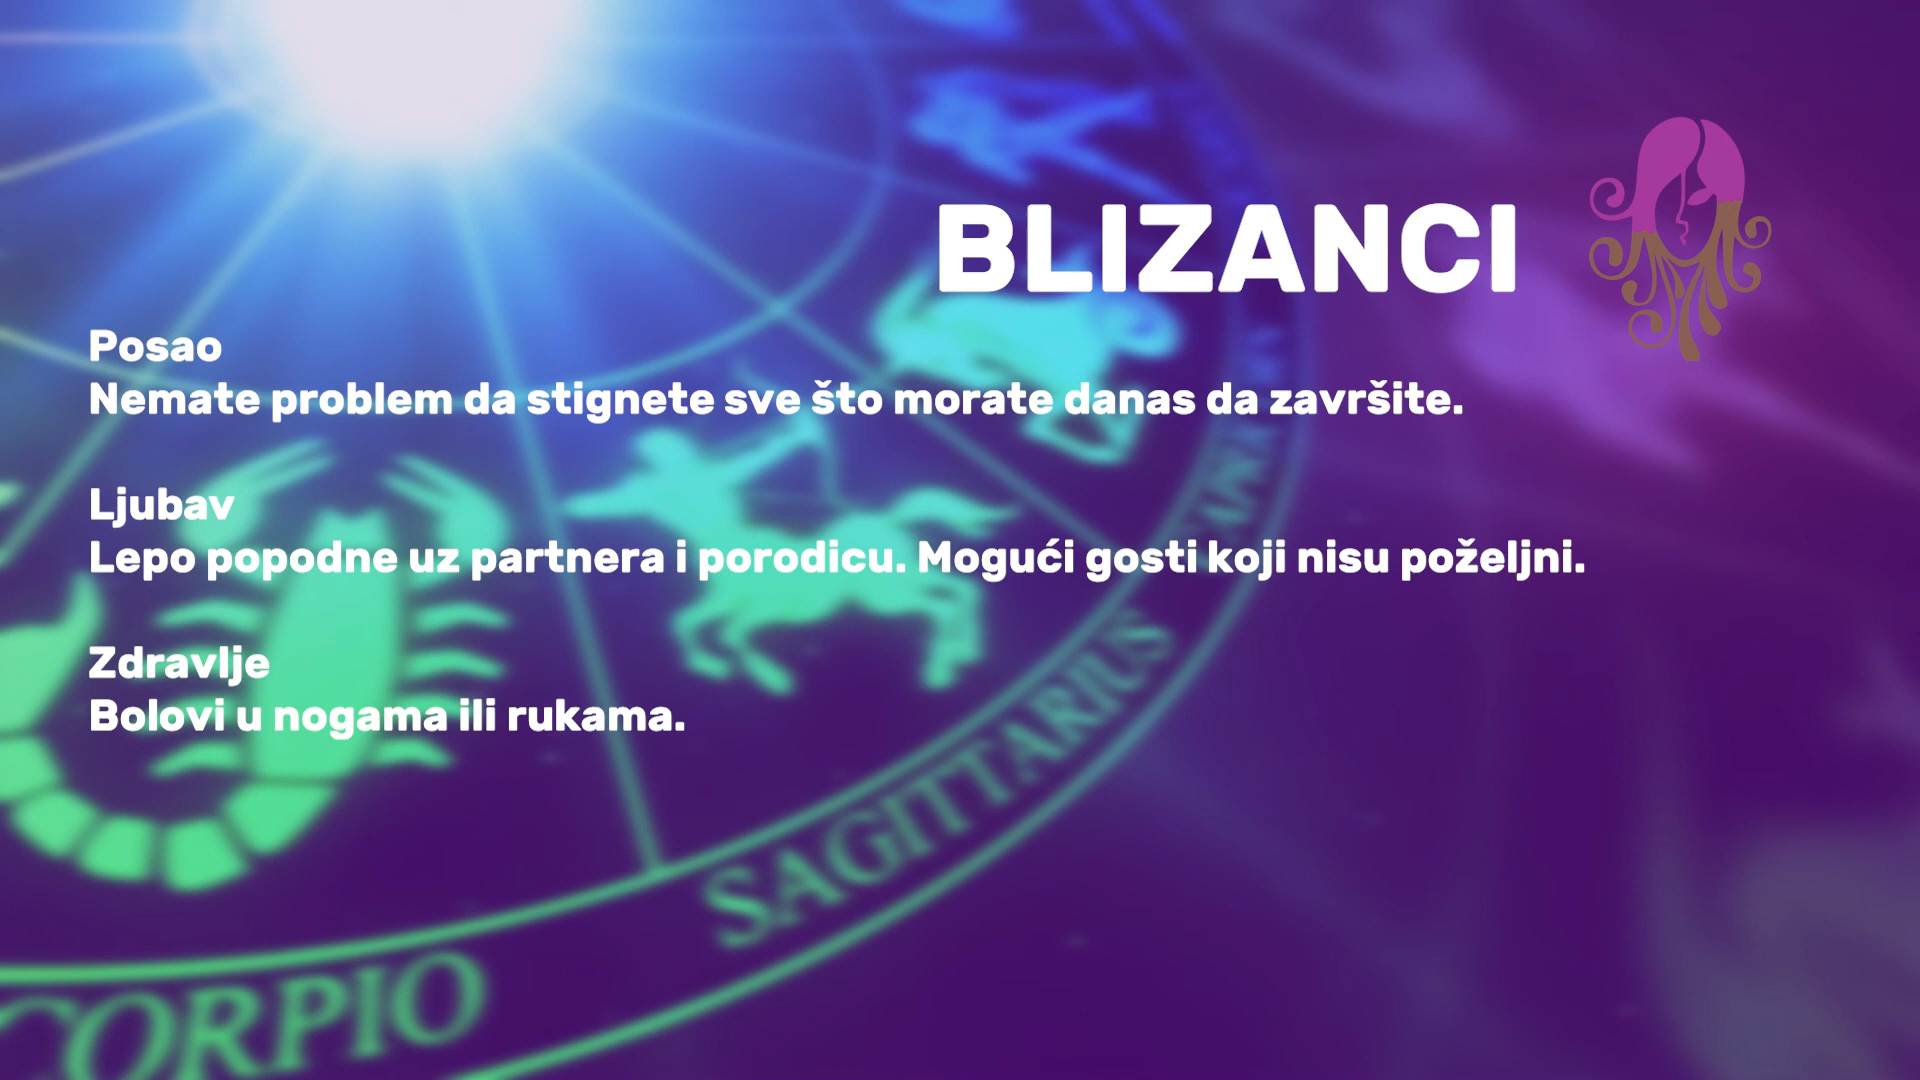 BLIZANCI
Posao
Nemate problem da stignete sve što morate danas da završite.
Ljubav
Lepo popodne uz partnera i porodicu. Mogući gosti koji nisu poželjni.
Zdravlje
Bolovi u nogama ili rukama.
SAGITTARIUS
CORPIO